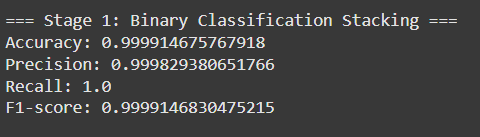 === Stage 1: Binary Classification Stacking ===
Accuracy: 0.999914675767918
Precision: 0.999829380651766
Recall: 1.0
F1-score: 0.9999146830475215